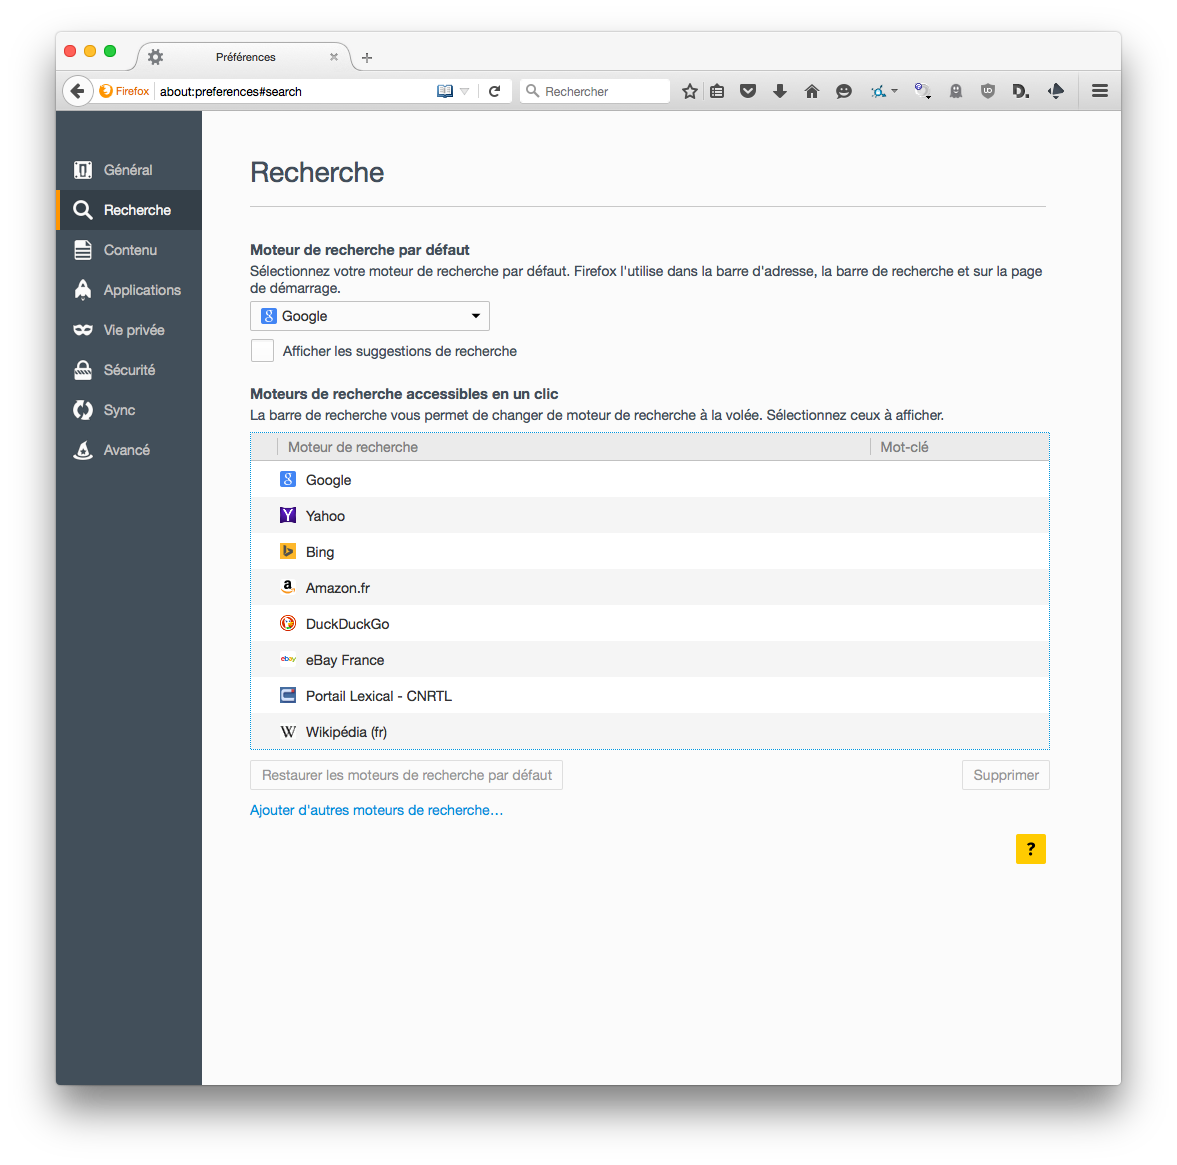 Préférences
Firefox about:preferences#search Rechercher
Général
Recherche
Contenu
Applications
Vie privée
Sécurité
Sync
Avancé
Recherche
Moteur de recherche par défaut
Sélectionnez votre moteur de recherche par défaut. Firefox l'utilise dans la barre d'adresse, la barre de recherche et sur la page
de démarrage.
Google
Afficher les suggestions de recherche
Moteurs de recherche accessibles en un clic
La barre de recherche vous permet de changer de moteur de recherche à la volée. Sélectionnez ceux à afficher.
Moteur de recherche Mot-clé
Google
Yahoo
Bing
Amazon.fr
DuckDuckGo
eBay France
Portail Lexical - CNRTL
Wikipédia (fr)
Restaurer les moteurs de recherche par défaut Supprimer
Ajouter d'autres moteurs de recherche…
?